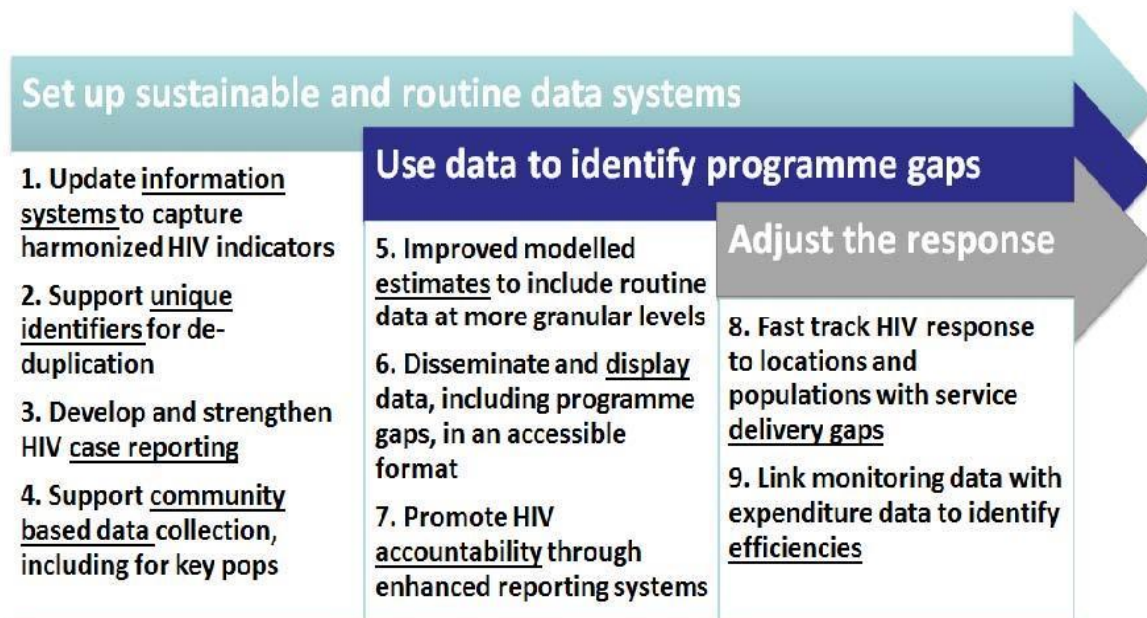 Set up sustainable and routine data systems
1. Update information
systems to capture
harmonized HIV indicators
2. Support unique
identifiers for de-
duplication
3. Develop and strengthen
HIV case reporting
4. Support community
based data collection,
including for key pops
Use data to identify programme gaps
5. Improved modelled
estimates to include routine
data at more granular levels
6. Disseminate and display
data, including programme
gaps, in an accessible
format
7. Promote HIV
accountability through
enhanced reporting systems
Adjust the response
8. Fast track HIV response
to locations and
populations with service
delivery gaps
9. Link monitoring data with
expenditure data to identify
efficiencies